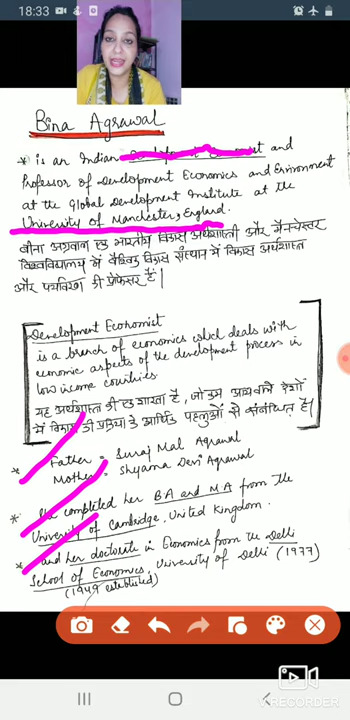 18:33
Bina Agrawal
* is an Indian Development Economist and
Professor of Development Economics and Environment
at the Global Development Institute at the
University of Manchester, England.
बीना अग्रवाल एक भारतीय विकास अर्थशास्त्री और मैनचेस्टर
विश्वविद्यालय में वैश्विक विकास संस्थान में विकास अर्थशास्त्र
और पर्यावरण की प्रोफेसर हैं।
Development Economist
is a branch of economics which deals with
economic aspects of the development process in
low income countries.
यह अर्थशास्त्र की एक शाखा है, जो कम आय वाले देशों
में विकास की प्रक्रिया के आर्थिक पहलुओं से संबंधित है।
* Father = Suraj Mal Agrawal
Mother = Shyama Devi Agrawal
* She completed her BA and MA from the
University of Cambridge, United Kingdom.
* and her doctorate in Economics from the Delhi
School of Economics, University of Delhi (1977)
(1949 established)
VRECORDER